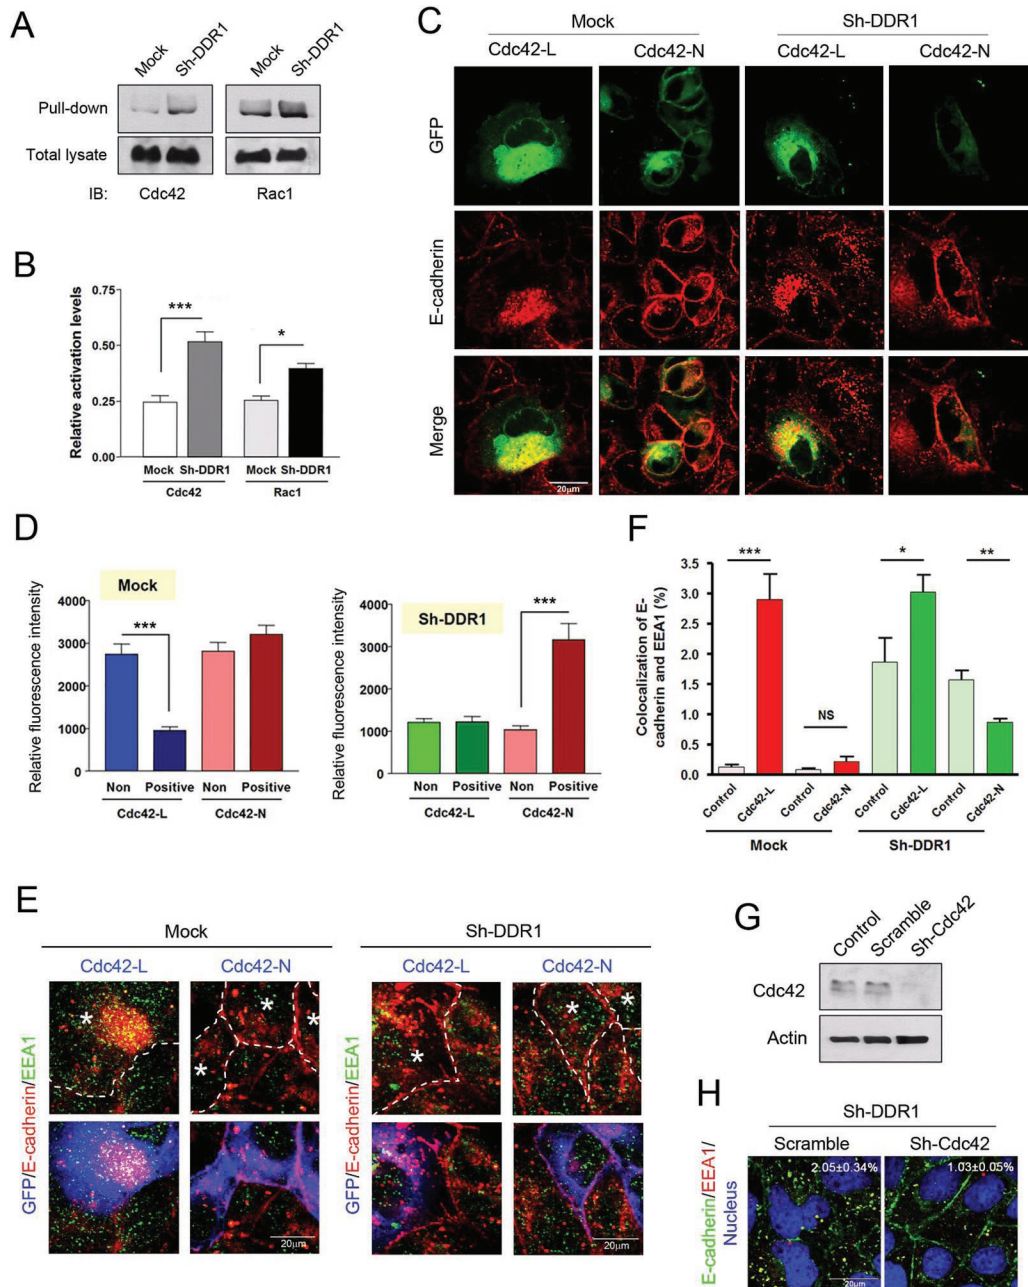 A
Mock
Sh-DDR1
Mock
Sh-DDR1
Pull-down
Total lysate
IB:
Cdc42
Rac1
B
Relative activation levels
0.75
0.50
0.25
0.00
***
*
Mock Sh-DDR1
Mock Sh-DDR1
Cdc42
Rac1
C
Mock
Sh-DDR1
Cdc42-L
Cdc42-N
Cdc42-L
Cdc42-N
GFP
E-cadherin
Merge
20μm
D
Mock
Relative fluorescence intensity
4000
3000
2000
1000
0
***
Non
Positive
Non
Positive
Cdc42-L
Cdc42-N
Sh-DDR1
Relative fluorescence intensity
4000
3000
2000
1000
0
***
Non
Positive
Non
Positive
Cdc42-L
Cdc42-N
F
Colocalization of E-
cadherin and EEA1 (%)
3.5
3.0
2.5
2.0
1.5
1.0
0.5
0.0
***
NS
*
**
Control
Cdc42-L
Control
Cdc42-N
Control
Cdc42-L
Control
Cdc42-N
Mock
Sh-DDR1
E
Mock
Sh-DDR1
Cdc42-L
Cdc42-N
Cdc42-L
Cdc42-N
GFP/E-cadherin/EEA1
GFP/E-cadherin/EEA1
*
*
*
*
*
*
*
*
20μm
20μm
G
Control
Scramble
Sh-Cdc42
Cdc42
Actin
H
Sh-DDR1
Scramble
Sh-Cdc42
E-cadherin/EEA1/
Nucleus
2.05±0.34%
1.03±0.05%
20μm